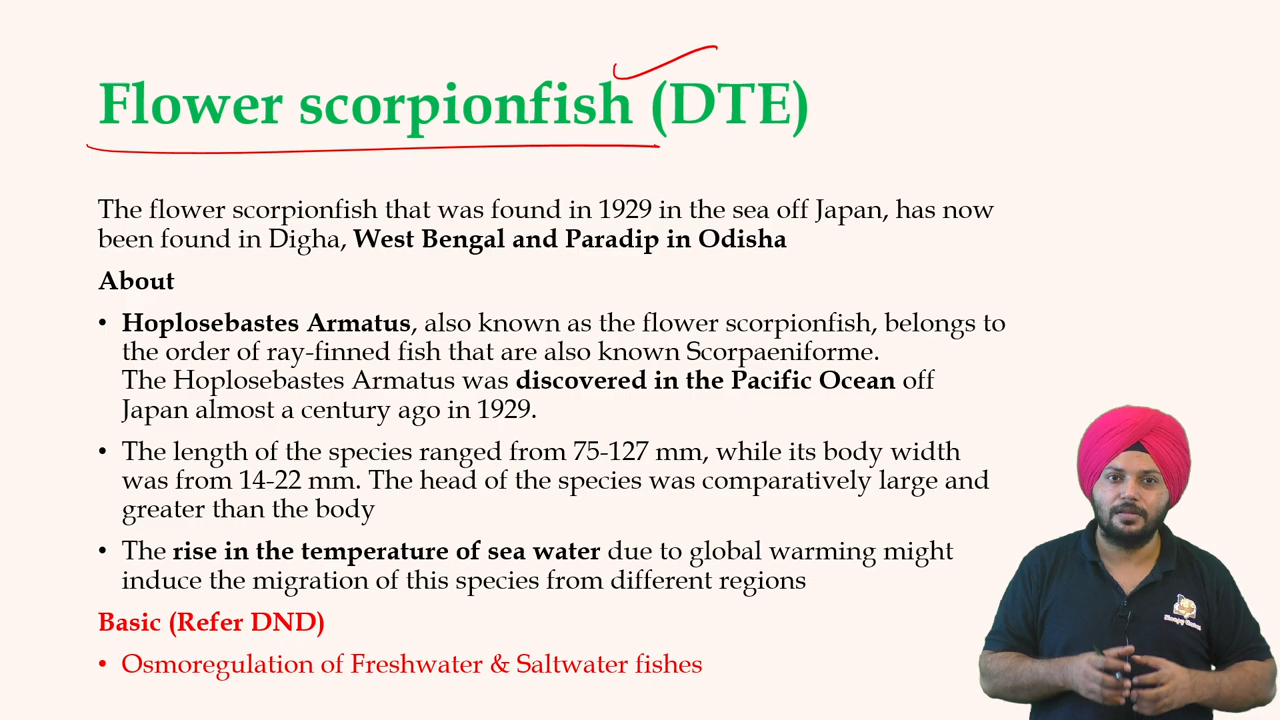 Flower scorpionfish (DTE)
The flower scorpionfish that was found in 1929 in the sea off Japan, has now
been found in Digha, West Bengal and Paradip in Odisha
About
• Hoplosebastes Armatus, also known as the flower scorpionfish, belongs to
the order of ray-finned fish that are also known Scorpaeniforme.
The Hoplosebastes Armatus was discovered in the Pacific Ocean off
Japan almost a century ago in 1929.
• The length of the species ranged from 75-127 mm, while its body width
was from 14-22 mm. The head of the species was comparatively large and
greater than the body
• The rise in the temperature of sea water due to global warming might
induce the migration of this species from different regions
Basic (Refer DND)
• Osmoregulation of Freshwater & Saltwater fishes